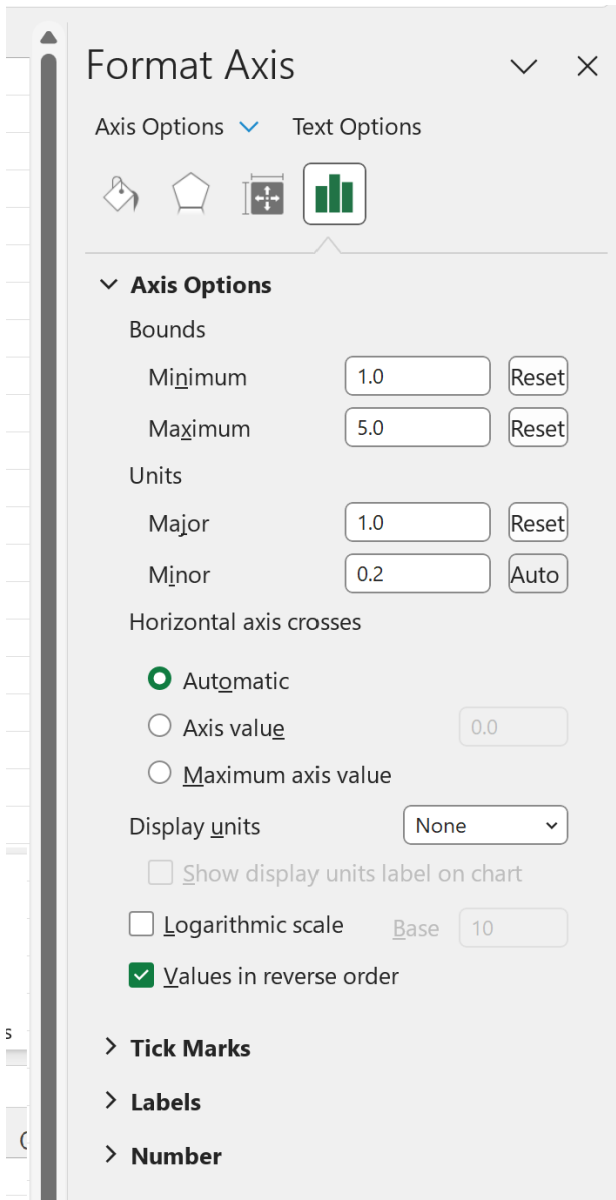 Format Axis
Axis Options Text Options
Axis Options
Bounds
Minimum 1.0 Reset
Maximum 5.0 Reset
Units
Major 1.0 Reset
Minor 0.2 Auto
Horizontal axis crosses
Automatic
Axis value 0.0
Maximum axis value
Display units None
Show display units label on chart
Logarithmic scale Base 10
Values in reverse order
s
Tick Marks
Labels
Number